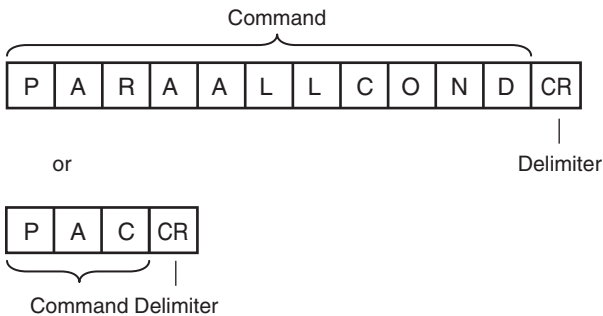 Command
P A R A A L L C O N D CR
or Delimiter
P A C CR
Command Delimiter